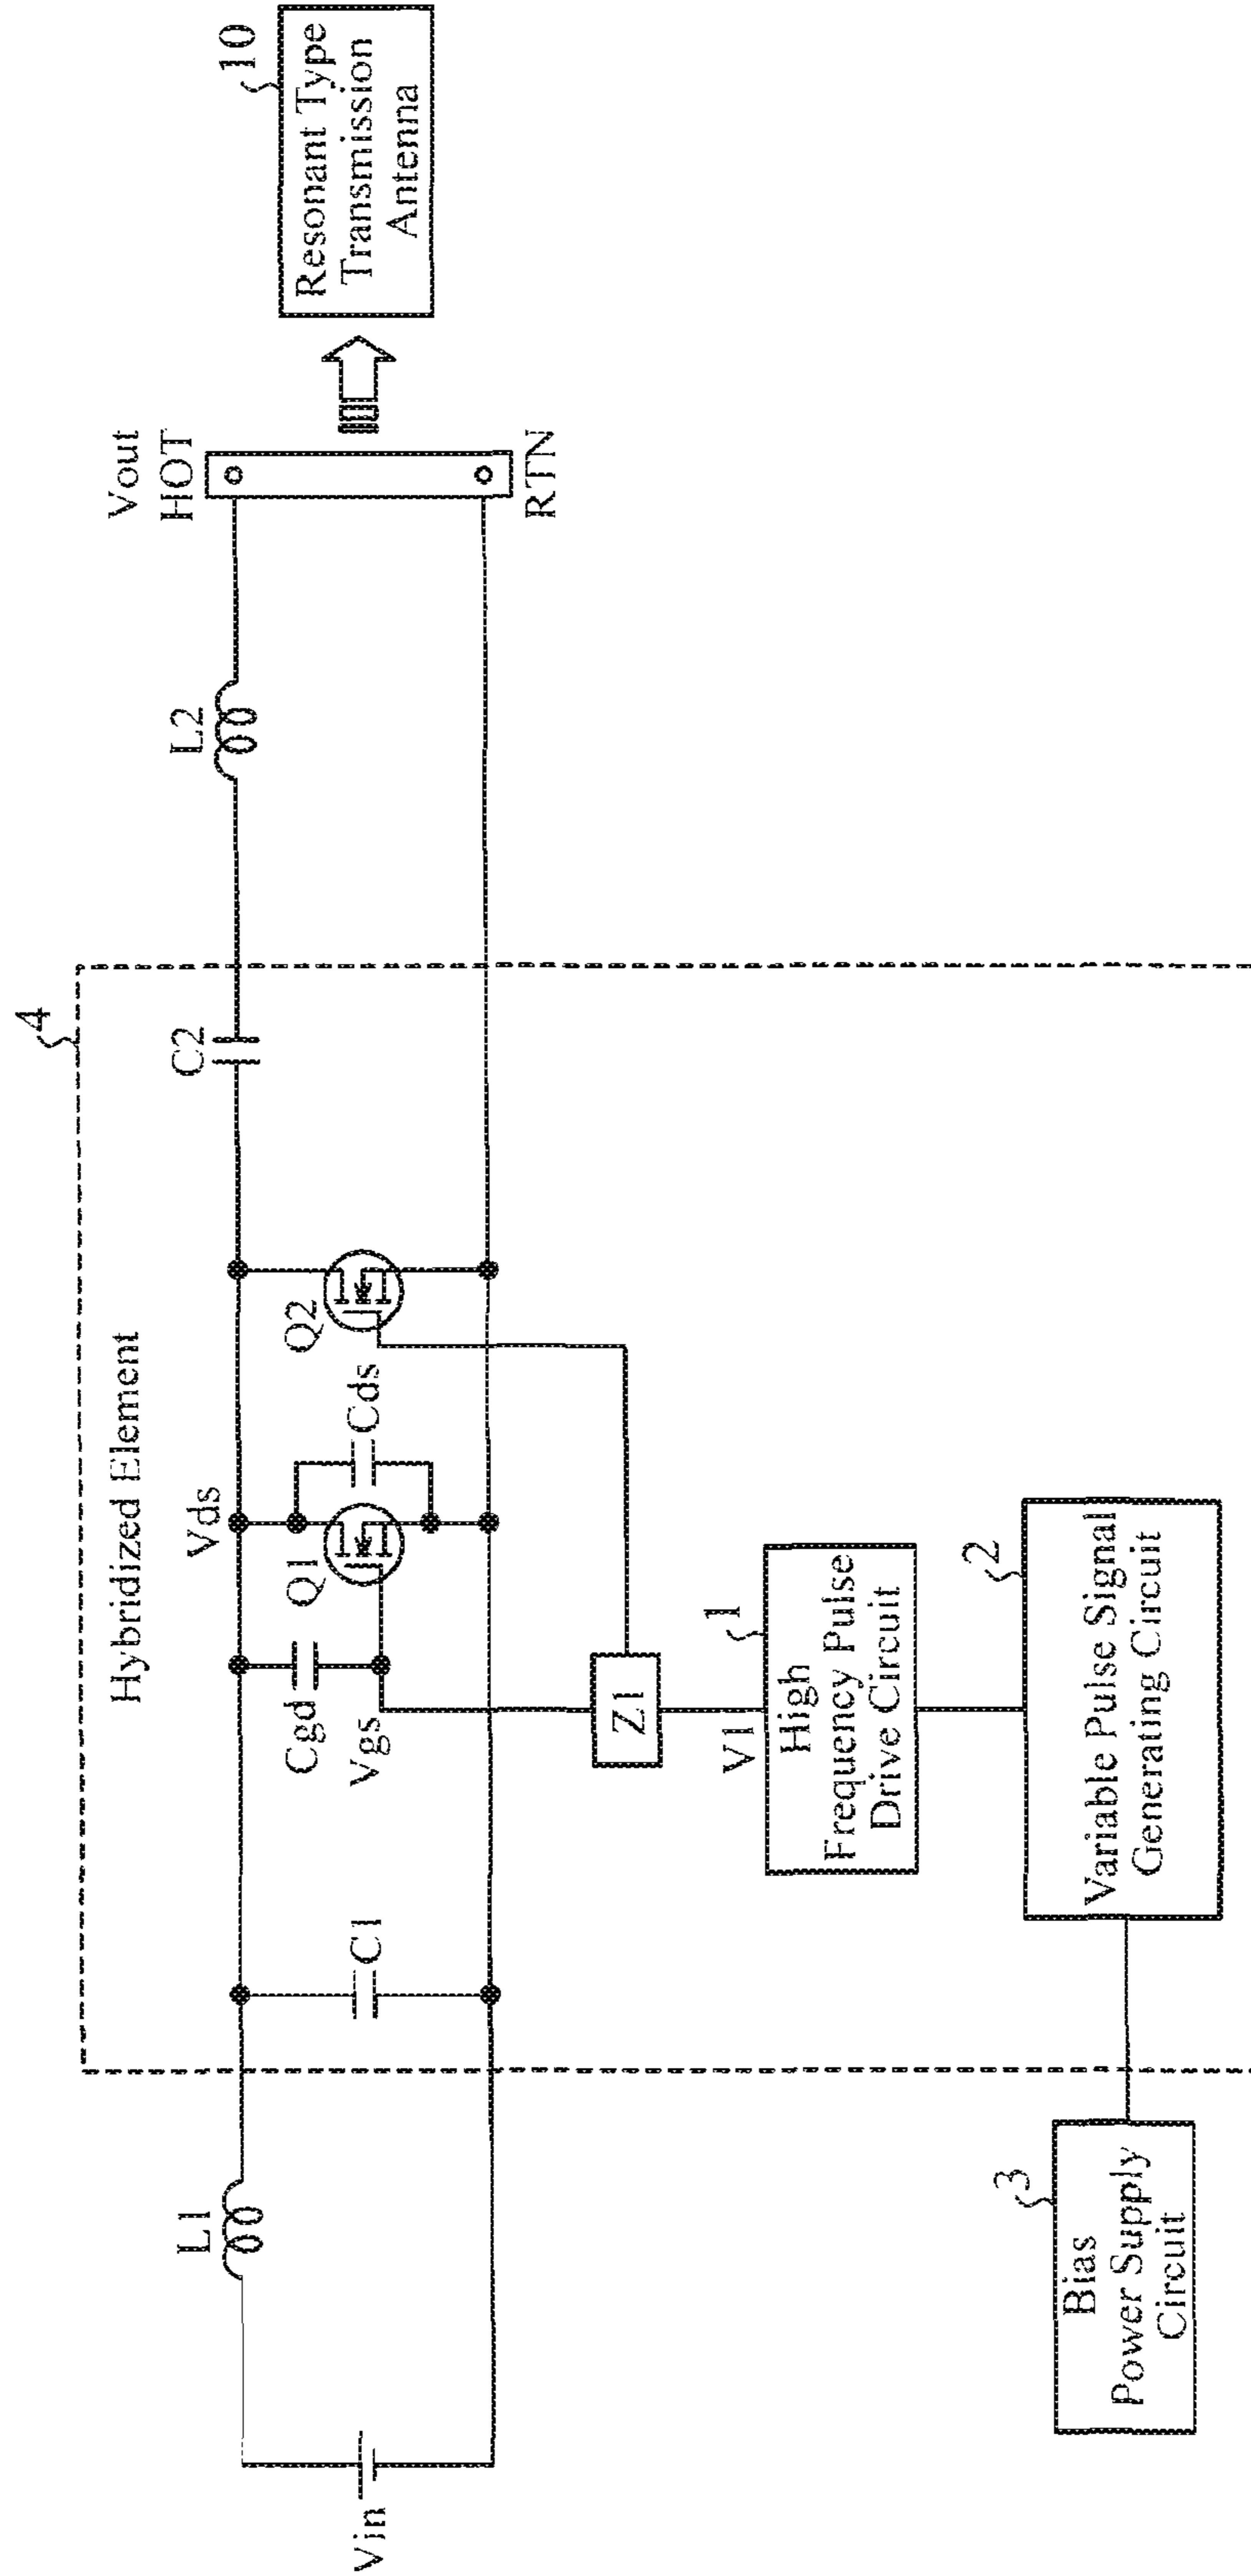 4
Hybridized Element
Vout
HOT
10
L1
Vds
C2
L2
Resonant Type
Transmission
Antenna
Cgd
Q1
Q2
Vin
C1
Cds
Vgs
RTN
Z1
V1
1
High
Frequency Pulse
Drive Circuit
3
Bias
Power Supply
Circuit
2
Variable Pulse Signal
Generating Circuit